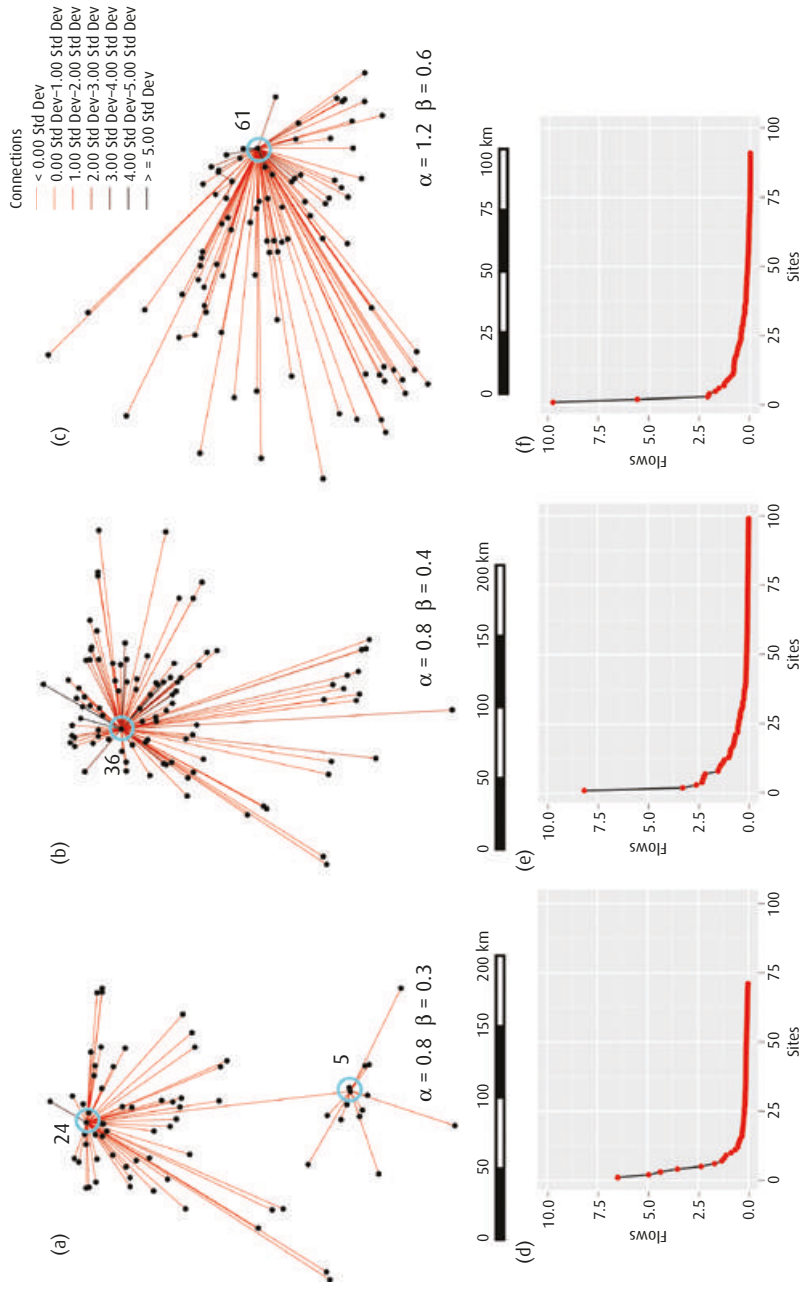 Connections
< 0.00 Std Dev
0.00 Std Dev–1.00 Std Dev
1.00 Std Dev–2.00 Std Dev
2.00 Std Dev–3.00 Std Dev
3.00 Std Dev–4.00 Std Dev
4.00 Std Dev–5.00 Std Dev
> = 5.00 Std Dev
(a)
24
5
α = 0.8 β = 0.3
0 50 100 150 200 km
(b)
36
α = 0.8 β = 0.4
0 50 100 150 200 km
(c)
61
α = 1.2 β = 0.6
0 25 50 75 100 km
(d)
10.0
7.5
5.0
2.5
0.0
Flows
0 25 50 75 100
Sites
(e)
10.0
7.5
5.0
2.5
0.0
Flows
0 25 50 75 100
Sites
(f)
10.0
7.5
5.0
2.5
0.0
Flows
0 25 50 75 100
Sites